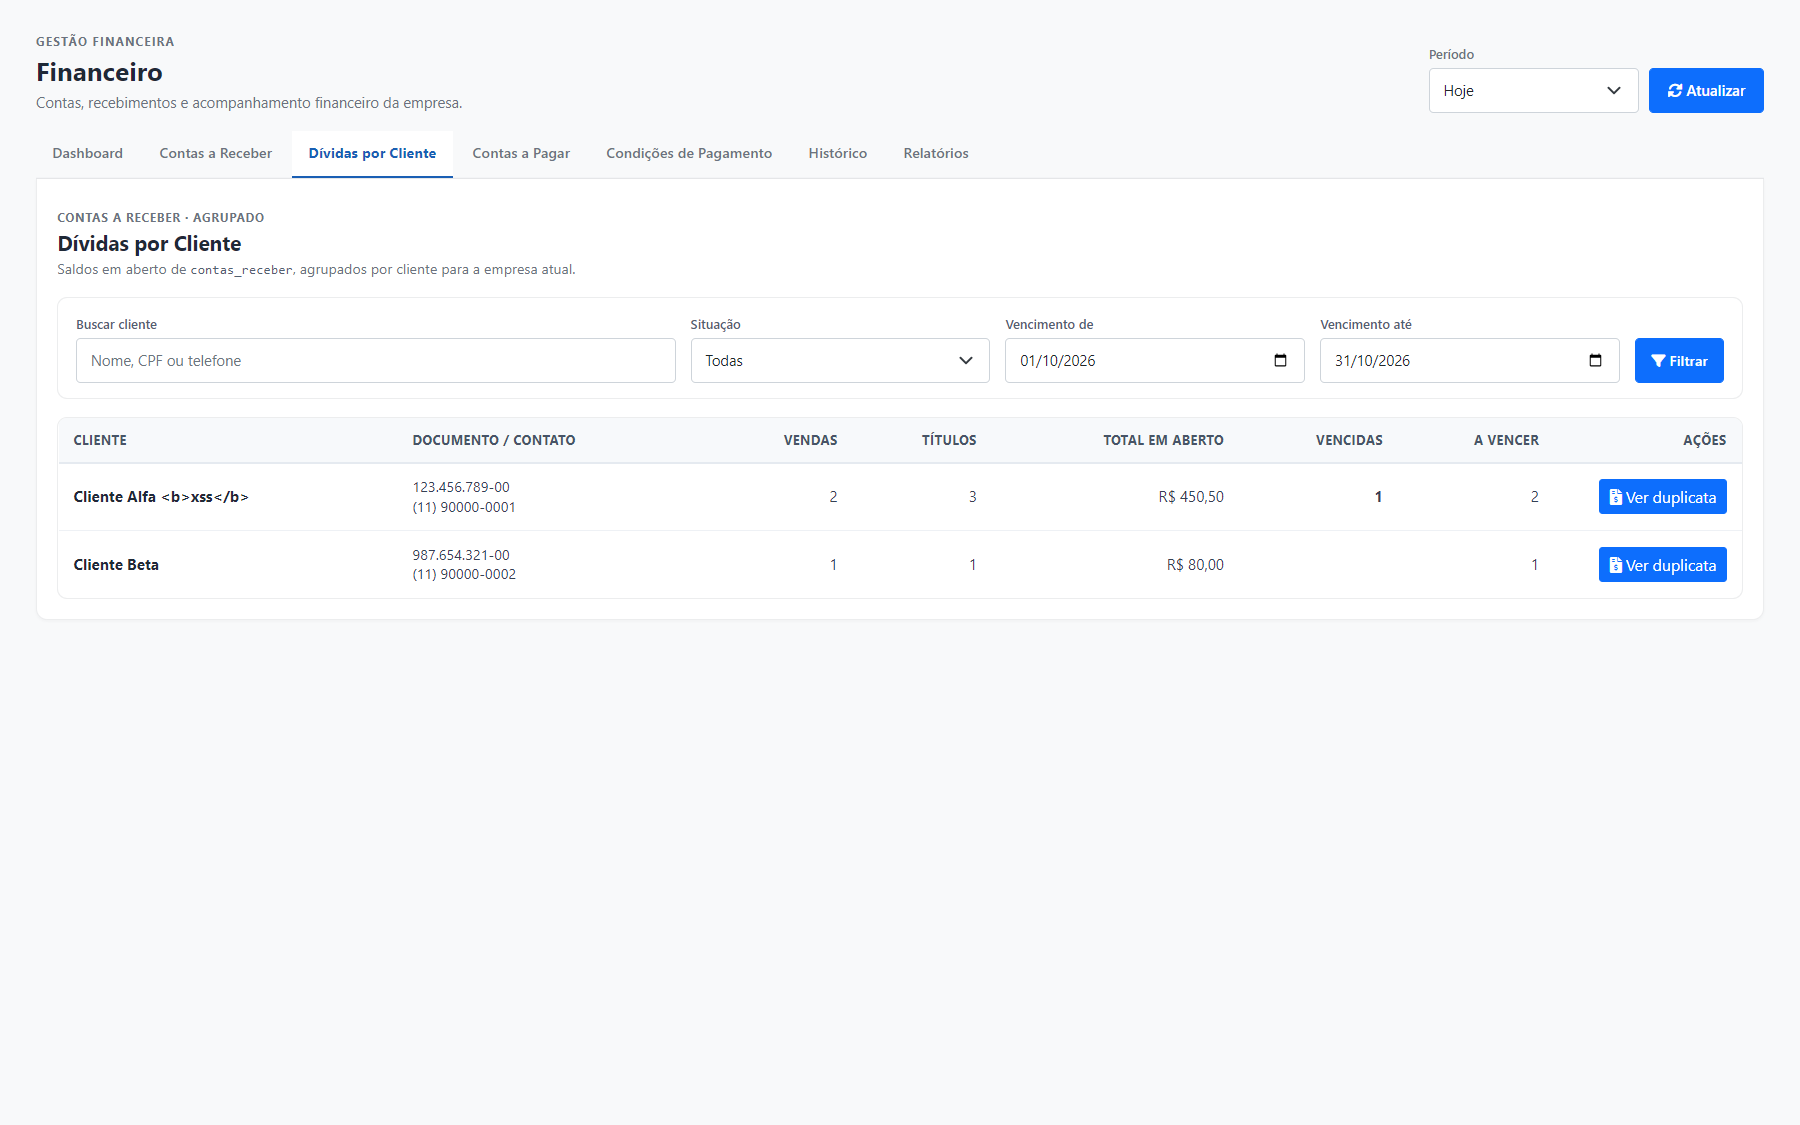 GESTÃO FINANCEIRA
Financeiro
Contas, recebimentos e acompanhamento financeiro da empresa.
Período
Hoje
Atualizar
Dashboard Contas a Receber Dívidas por Cliente Contas a Pagar Condições de Pagamento Histórico Relatórios
CONTAS A RECEBER · AGRUPADO
Dívidas por Cliente
Saldos em aberto de contas_receber, agrupados por cliente para a empresa atual.
Buscar cliente Situação Vencimento de Vencimento até
Nome, CPF ou telefone Todas 01/10/2026 31/10/2026 Filtrar
CLIENTE DOCUMENTO / CONTATO VENDAS TÍTULOS TOTAL EM ABERTO VENCIDAS A VENCER AÇÕES
Cliente Alfa &lt;b&gt;xss&lt;/b&gt; 123.456.789-00 2 3 R$ 450,50 1 2 Ver duplicata
(11) 90000-0001
Cliente Beta 987.654.321-00 1 1 R$ 80,00 1 Ver duplicata
(11) 90000-0002